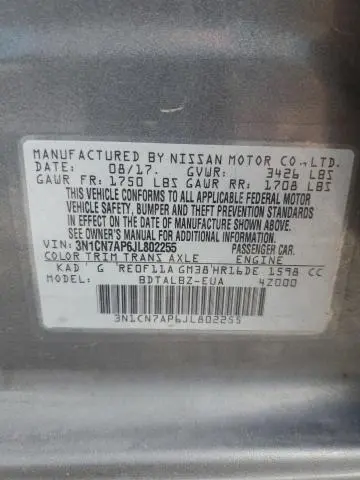 MANUFACTURED BY NISSAN MOTOR CO.,LTD.
DATE: 08/17. GVWR: 3426 LBS
GAWR FR: 1750 LBS GAWR RR: 1708 LBS
THIS VEHICLE CONFORMS TO ALL APPLICABLE FEDERAL MOTOR
VEHICLE SAFETY, BUMPER AND THEFT PREVENTION STANDARDS
IN EFFECT ON THE DATE OF MANUFACTURE SHOWN ABOVE.
SEE OWNER'S MANUAL FOR ADDITIONAL INFORMATION.
VIN: 3N1CN7AP6JL802255 PASSENGER CAR.
COLOR TRIM TRANS AXLE ENGINE
KAD G RE0F11A GM38 HR16DE 1598 CC
MODEL: BDTALBZ-EUA 4Z000
3N1CN7AP6JL802255